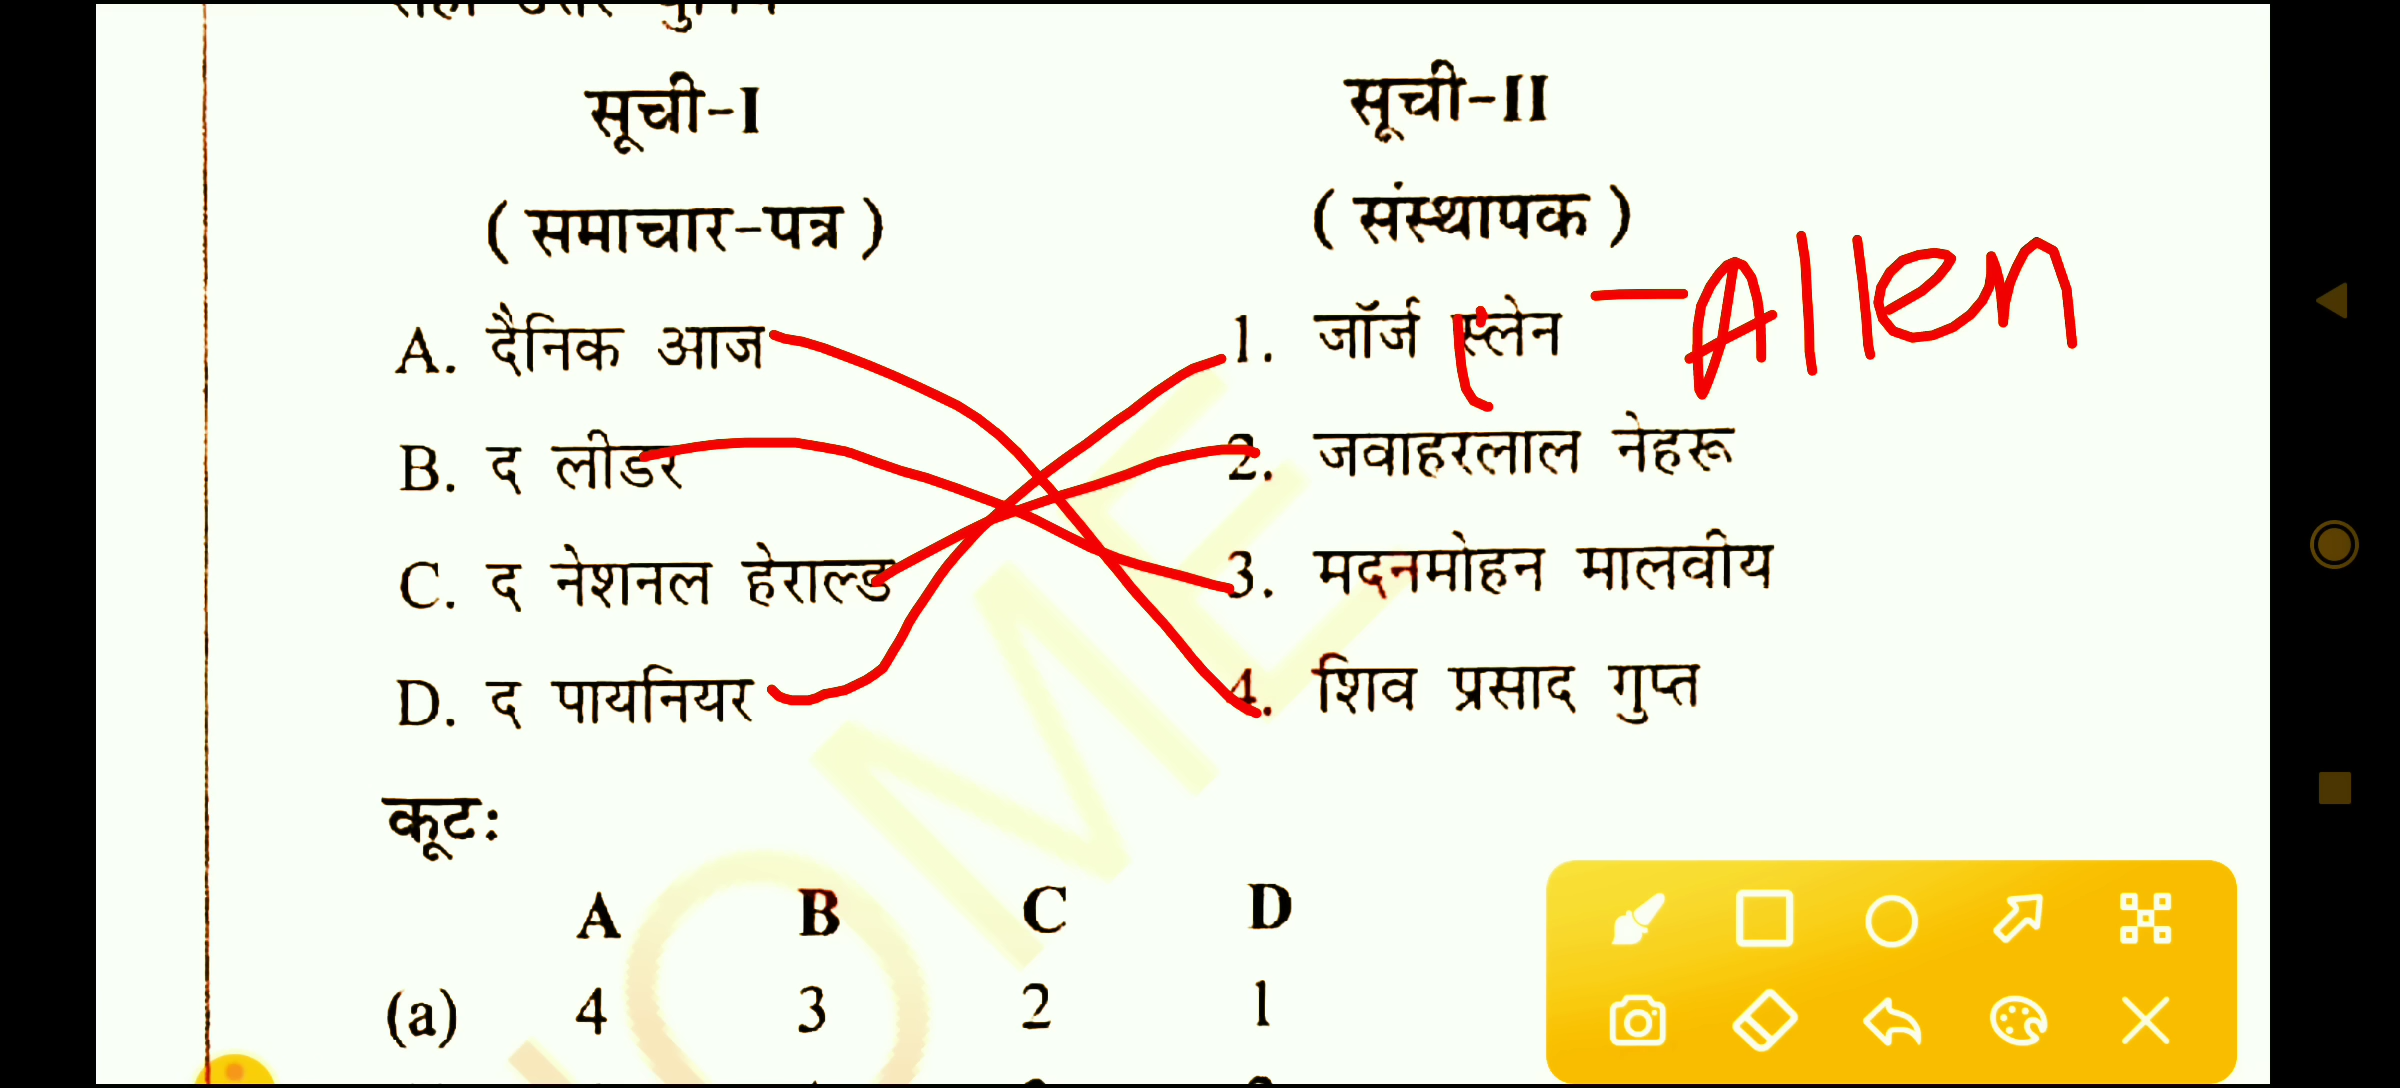 सूची-I सूची-II
(समाचार-पत्र) (संस्थापक)
A. दैनिक आज 1. जॉर्ज एलेन - Allen
B. द लीडर 2. जवाहरलाल नेहरू
C. द नेशनल हेराल्ड 3. मदनमोहन मालवीय
D. द पायनियर 4. शिव प्रसाद गुप्त
कूटः
A B C D
(a) 4 3 2 1